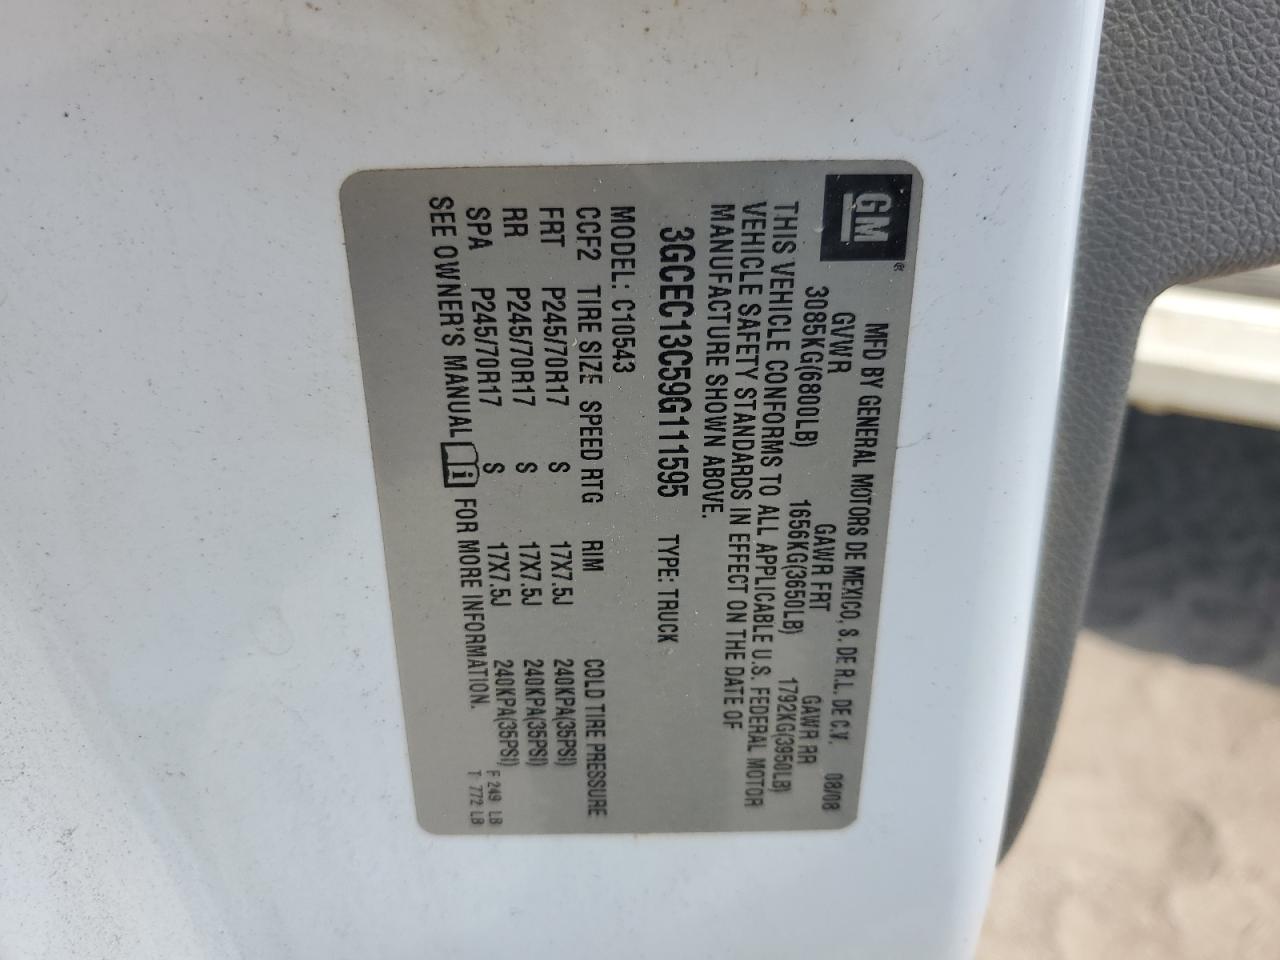 GM®
MFD BY GENERAL MOTORS DE MEXICO, S. DE R.L. DE C.V. 08/08
GVWR GAWR FRT GAWR RR
3085KG(6800LB) 1656KG(3650LB) 1792KG(3950LB)
THIS VEHICLE CONFORMS TO ALL APPLICABLE U.S. FEDERAL MOTOR
VEHICLE SAFETY STANDARDS IN EFFECT ON THE DATE OF
MANUFACTURE SHOWN ABOVE.
3GCEC13C59G111595 TYPE: TRUCK
MODEL: C10543
CCF2 TIRE SIZE SPEED RTG RIM COLD TIRE PRESSURE
FRT P245/70R17 S 17X7.5J 240KPA(35PSI)
RR P245/70R17 S 17X7.5J 240KPA(35PSI)
SPA P245/70R17 S 17X7.5J 240KPA(35PSI)
SEE OWNER'S MANUAL i FOR MORE INFORMATION.
F 249 LB
T 772 LB